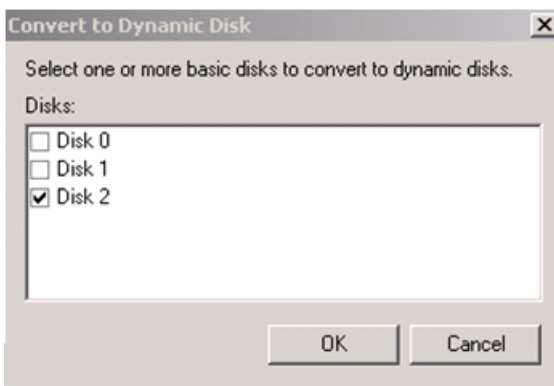 Convert to Dynamic Disk
Select one or more basic disks to convert to dynamic disks.
Disks:
Disk 0
Disk 1
Disk 2
OK Cancel